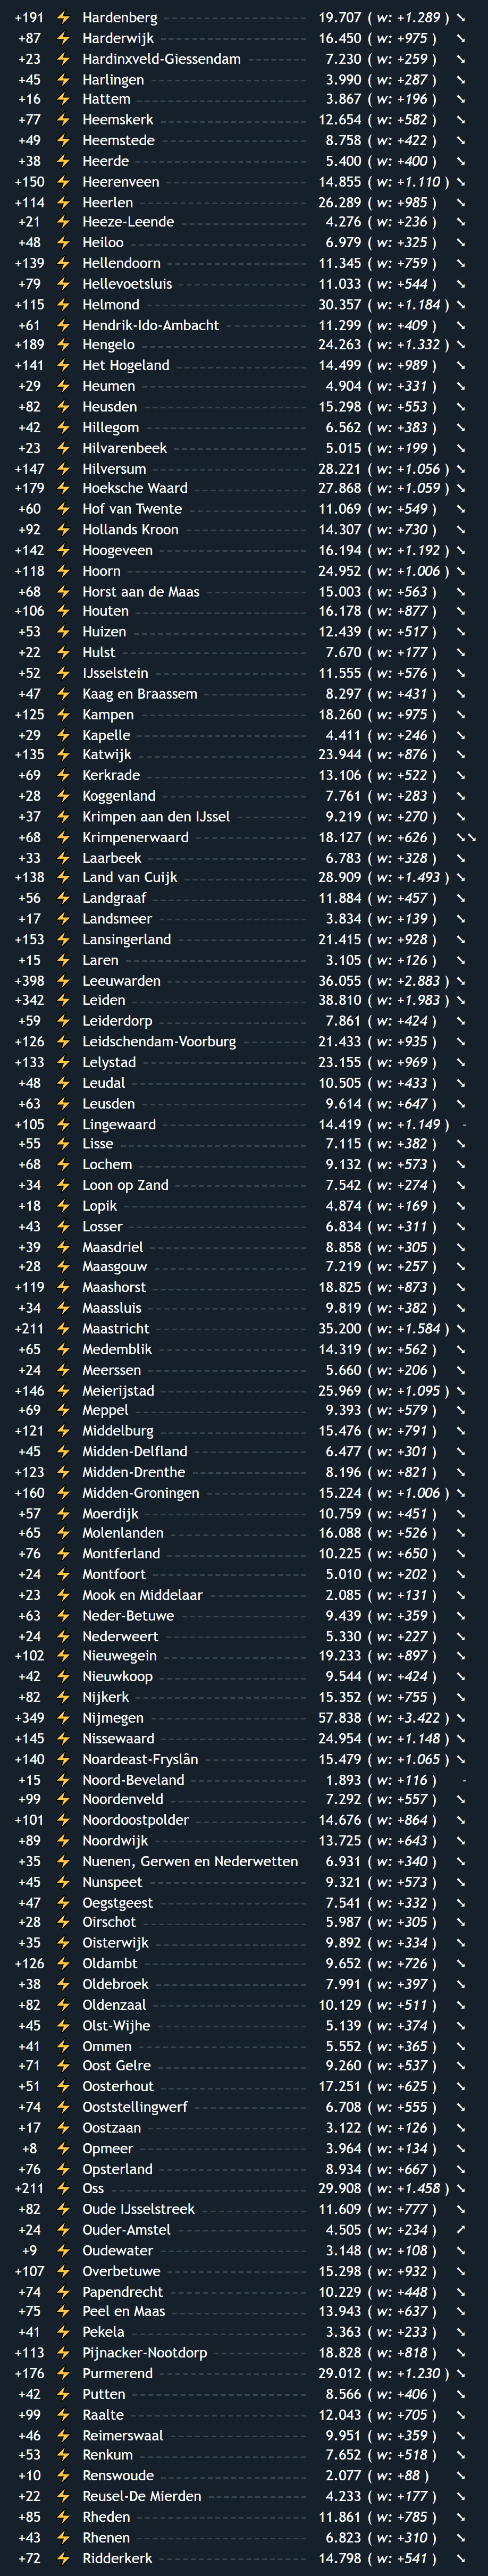 +191 ⚡ Hardenberg 19.707 ( w: +1.289 ) ⭨
+87 ⚡ Harderwijk 16.450 ( w: +975 ) ⭨
+23 ⚡ Hardinxveld-Giessendam 7.230 ( w: +259 ) ⭨
+45 ⚡ Harlingen 3.990 ( w: +287 ) ⭨
+16 ⚡ Hattem 3.867 ( w: +196 ) ⭨
+77 ⚡ Heemskerk 12.654 ( w: +582 ) ⭨
+49 ⚡ Heemstede 8.758 ( w: +422 ) ⭨
+38 ⚡ Heerde 5.400 ( w: +400 ) ⭨
+150 ⚡ Heerenveen 14.855 ( w: +1.110 ) ⭨
+114 ⚡ Heerlen 26.289 ( w: +985 ) ⭨
+21 ⚡ Heeze-Leende 4.276 ( w: +236 ) ⭨
+48 ⚡ Heiloo 6.979 ( w: +325 ) ⭨
+139 ⚡ Hellendoorn 11.345 ( w: +759 ) ⭨
+79 ⚡ Hellevoetsluis 11.033 ( w: +544 ) ⭨
+115 ⚡ Helmond 30.357 ( w: +1.184 ) ⭨
+61 ⚡ Hendrik-Ido-Ambacht 11.299 ( w: +409 ) ⭨
+189 ⚡ Hengelo 24.263 ( w: +1.332 ) ⭨
+141 ⚡ Het Hogeland 14.499 ( w: +989 ) ⭨
+29 ⚡ Heumen 4.904 ( w: +331 ) ⭨
+82 ⚡ Heusden 15.298 ( w: +553 ) ⭨
+42 ⚡ Hillegom 6.562 ( w: +383 ) ⭨
+23 ⚡ Hilvarenbeek 5.015 ( w: +199 ) ⭨
+147 ⚡ Hilversum 28.221 ( w: +1.056 ) ⭨
+179 ⚡ Hoeksche Waard 27.868 ( w: +1.059 ) ⭨
+60 ⚡ Hof van Twente 11.069 ( w: +549 ) ⭨
+92 ⚡ Hollands Kroon 14.307 ( w: +730 ) ⭨
+142 ⚡ Hoogeveen 16.194 ( w: +1.192 ) ⭨
+118 ⚡ Hoorn 24.952 ( w: +1.006 ) ⭨
+68 ⚡ Horst aan de Maas 15.003 ( w: +563 ) ⭨
+106 ⚡ Houten 16.178 ( w: +877 ) ⭨
+53 ⚡ Huizen 12.439 ( w: +517 ) ⭨
+22 ⚡ Hulst 7.670 ( w: +177 ) ⭨
+52 ⚡ IJsselstein 11.555 ( w: +576 ) ⭨
+47 ⚡ Kaag en Braassem 8.297 ( w: +431 ) ⭨
+125 ⚡ Kampen 18.260 ( w: +975 ) ⭨
+29 ⚡ Kapelle 4.411 ( w: +246 ) ⭨
+135 ⚡ Katwijk 23.944 ( w: +876 ) ⭨
+69 ⚡ Kerkrade 13.106 ( w: +522 ) ⭨
+28 ⚡ Koggenland 7.761 ( w: +283 ) ⭨
+37 ⚡ Krimpen aan den IJssel 9.219 ( w: +270 ) ⭨
+68 ⚡ Krimpenerwaard 18.127 ( w: +626 ) ⭨⭨
+33 ⚡ Laarbeek 6.783 ( w: +328 ) ⭨
+138 ⚡ Land van Cuijk 28.909 ( w: +1.493 ) ⭨
+56 ⚡ Landgraaf 11.884 ( w: +457 ) ⭨
+17 ⚡ Landsmeer 3.834 ( w: +139 ) ⭨
+153 ⚡ Lansingerland 21.415 ( w: +928 ) ⭨
+15 ⚡ Laren 3.105 ( w: +126 ) ⭨
+398 ⚡ Leeuwarden 36.055 ( w: +2.883 ) ⭨
+342 ⚡ Leiden 38.810 ( w: +1.983 ) ⭨
+59 ⚡ Leiderdorp 7.861 ( w: +424 ) ⭨
+126 ⚡ Leidschendam-Voorburg 21.433 ( w: +935 ) ⭨
+133 ⚡ Lelystad 23.155 ( w: +969 ) ⭨
+48 ⚡ Leudal 10.505 ( w: +433 ) ⭨
+63 ⚡ Leusden 9.614 ( w: +647 ) ⭨
+105 ⚡ Lingewaard 14.419 ( w: +1.149 ) -
+55 ⚡ Lisse 7.115 ( w: +382 ) ⭨
+68 ⚡ Lochem 9.132 ( w: +573 ) ⭨
+34 ⚡ Loon op Zand 7.542 ( w: +274 ) ⭨
+18 ⚡ Lopik 4.874 ( w: +169 ) ⭨
+43 ⚡ Losser 6.834 ( w: +311 ) ⭨
+39 ⚡ Maasdriel 8.858 ( w: +305 ) ⭨
+28 ⚡ Maasgouw 7.219 ( w: +257 ) ⭨
+119 ⚡ Maashorst 18.825 ( w: +873 ) ⭨
+34 ⚡ Maassluis 9.819 ( w: +382 ) ⭨
+211 ⚡ Maastricht 35.200 ( w: +1.584 ) ⭨
+65 ⚡ Medemblik 14.319 ( w: +562 ) ⭨
+24 ⚡ Meerssen 5.660 ( w: +206 ) ⭨
+146 ⚡ Meierijstad 25.969 ( w: +1.095 ) ⭨
+69 ⚡ Meppel 9.393 ( w: +579 ) ⭨
+121 ⚡ Middelburg 15.476 ( w: +791 ) ⭨
+45 ⚡ Midden-Delfland 6.477 ( w: +301 ) ⭨
+123 ⚡ Midden-Drenthe 8.196 ( w: +821 ) ⭨
+160 ⚡ Midden-Groningen 15.224 ( w: +1.006 ) ⭨
+57 ⚡ Moerdijk 10.759 ( w: +451 ) ⭨
+65 ⚡ Molenlanden 16.088 ( w: +526 ) ⭨
+76 ⚡ Montferland 10.225 ( w: +650 ) ⭨
+24 ⚡ Montfoort 5.010 ( w: +202 ) ⭨
+23 ⚡ Mook en Middelaar 2.085 ( w: +131 ) ⭨
+63 ⚡ Neder-Betuwe 9.439 ( w: +359 ) ⭨
+24 ⚡ Nederweert 5.330 ( w: +227 ) ⭨
+102 ⚡ Nieuwegein 19.233 ( w: +897 ) ⭨
+42 ⚡ Nieuwkoop 9.544 ( w: +424 ) ⭨
+82 ⚡ Nijkerk 15.352 ( w: +755 ) ⭨
+349 ⚡ Nijmegen 57.838 ( w: +3.422 ) ⭨
+145 ⚡ Nissewaard 24.954 ( w: +1.148 ) ⭨
+140 ⚡ Noardeast-Fryslân 15.479 ( w: +1.065 ) ⭨
+15 ⚡ Noord-Beveland 1.893 ( w: +116 ) -
+99 ⚡ Noordenveld 7.292 ( w: +557 ) ⭨
+101 ⚡ Noordoostpolder 14.676 ( w: +864 ) ⭨
+89 ⚡ Noordwijk 13.725 ( w: +643 ) ⭨
+35 ⚡ Nuenen, Gerwen en Nederwetten 6.931 ( w: +340 ) ⭨
+45 ⚡ Nunspeet 9.321 ( w: +573 ) ⭨
+47 ⚡ Oegstgeest 7.541 ( w: +332 ) ⭨
+28 ⚡ Oirschot 5.987 ( w: +305 ) ⭨
+35 ⚡ Oisterwijk 9.892 ( w: +334 ) ⭨
+126 ⚡ Oldambt 9.652 ( w: +726 ) ⭨
+38 ⚡ Oldebroek 7.991 ( w: +397 ) ⭨
+82 ⚡ Oldenzaal 10.129 ( w: +511 ) ⭨
+45 ⚡ Olst-Wijhe 5.139 ( w: +374 ) ⭨
+41 ⚡ Ommen 5.552 ( w: +365 ) ⭨
+71 ⚡ Oost Gelre 9.260 ( w: +537 ) ⭨
+51 ⚡ Oosterhout 17.251 ( w: +625 ) ⭨
+74 ⚡ Ooststellingwerf 6.708 ( w: +555 ) ⭨
+17 ⚡ Oostzaan 3.122 ( w: +126 ) ⭨
+8 ⚡ Opmeer 3.964 ( w: +134 ) ⭨
+76 ⚡ Opsterland 8.934 ( w: +667 ) ⭨
+211 ⚡ Oss 29.908 ( w: +1.458 ) ⭨
+82 ⚡ Oude IJsselstreek 11.609 ( w: +777 ) ⭨
+24 ⚡ Ouder-Amstel 4.505 ( w: +234 ) ⭧
+9 ⚡ Oudewater 3.148 ( w: +108 ) ⭨
+107 ⚡ Overbetuwe 15.298 ( w: +932 ) ⭨
+74 ⚡ Papendrecht 10.229 ( w: +448 ) ⭨
+75 ⚡ Peel en Maas 13.943 ( w: +637 ) ⭨
+41 ⚡ Pekela 3.363 ( w: +233 ) ⭨
+113 ⚡ Pijnacker-Nootdorp 18.828 ( w: +818 ) ⭨
+176 ⚡ Purmerend 29.012 ( w: +1.230 ) ⭨
+42 ⚡ Putten 8.566 ( w: +406 ) ⭨
+99 ⚡ Raalte 12.043 ( w: +705 ) ⭨
+46 ⚡ Reimerswaal 9.951 ( w: +359 ) ⭨
+53 ⚡ Renkum 7.652 ( w: +518 ) ⭨
+10 ⚡ Renswoude 2.077 ( w: +88 ) ⭨
+22 ⚡ Reusel-De Mierden 4.233 ( w: +177 ) ⭨
+85 ⚡ Rheden 11.861 ( w: +785 ) ⭨
+43 ⚡ Rhenen 6.823 ( w: +310 ) ⭨
+72 ⚡ Ridderkerk 14.798 ( w: +541 ) ⭨